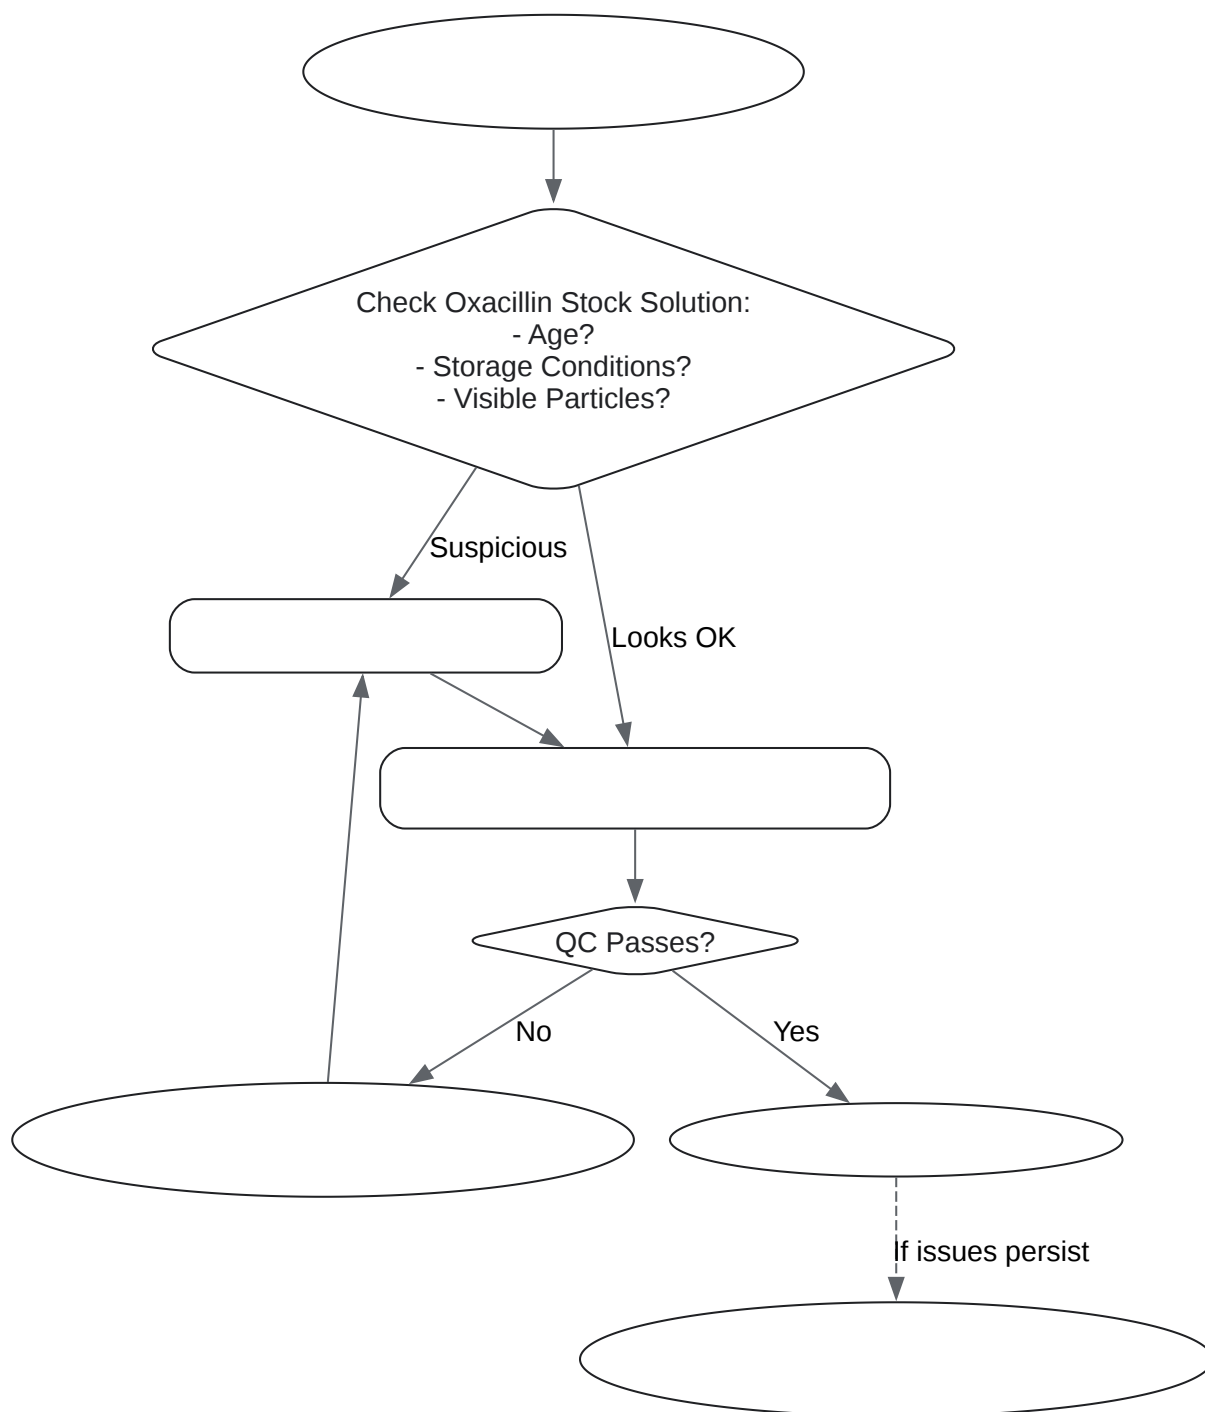 Check Oxacillin Stock Solution:
- Age?
- Storage Conditions?
- Visible Particles?
Suspicious
Looks OK
QC Passes?
No
Yes
If issues persist